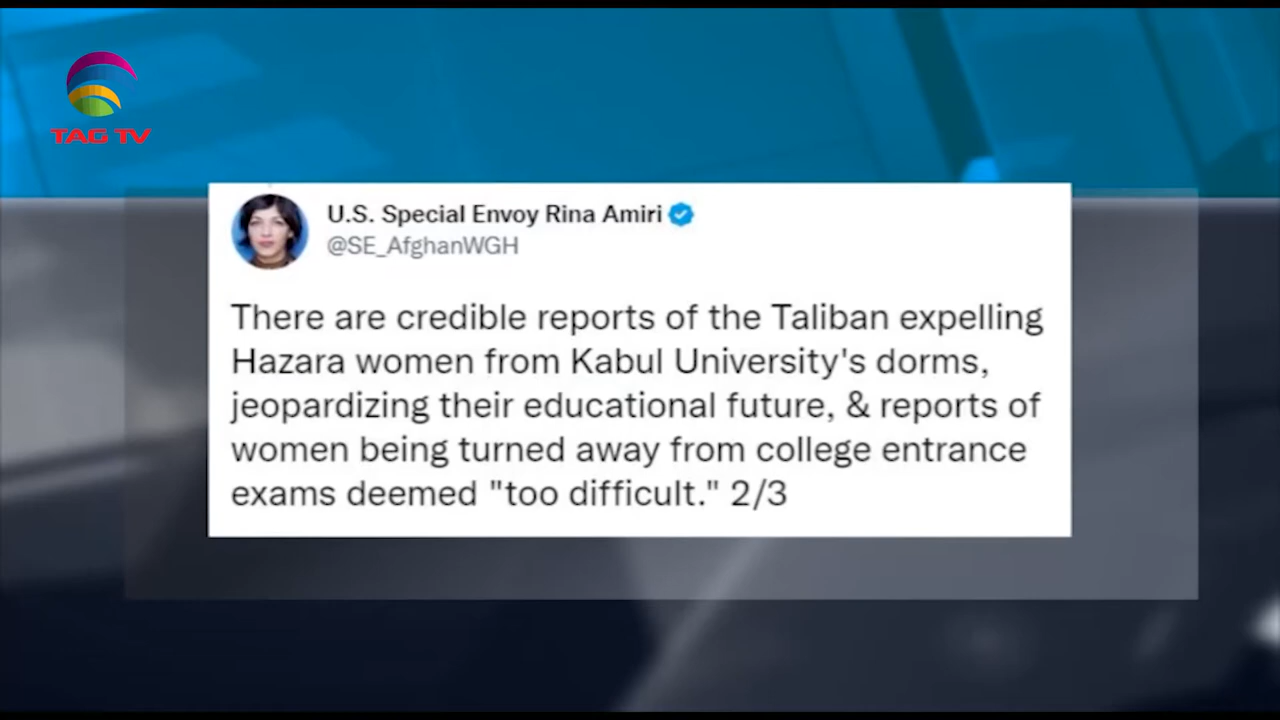 TAG TV
U.S. Special Envoy Rina Amiri
@SE_AfghanWGH
There are credible reports of the Taliban expelling
Hazara women from Kabul University's dorms,
jeopardizing their educational future, & reports of
women being turned away from college entrance
exams deemed "too difficult." 2/3